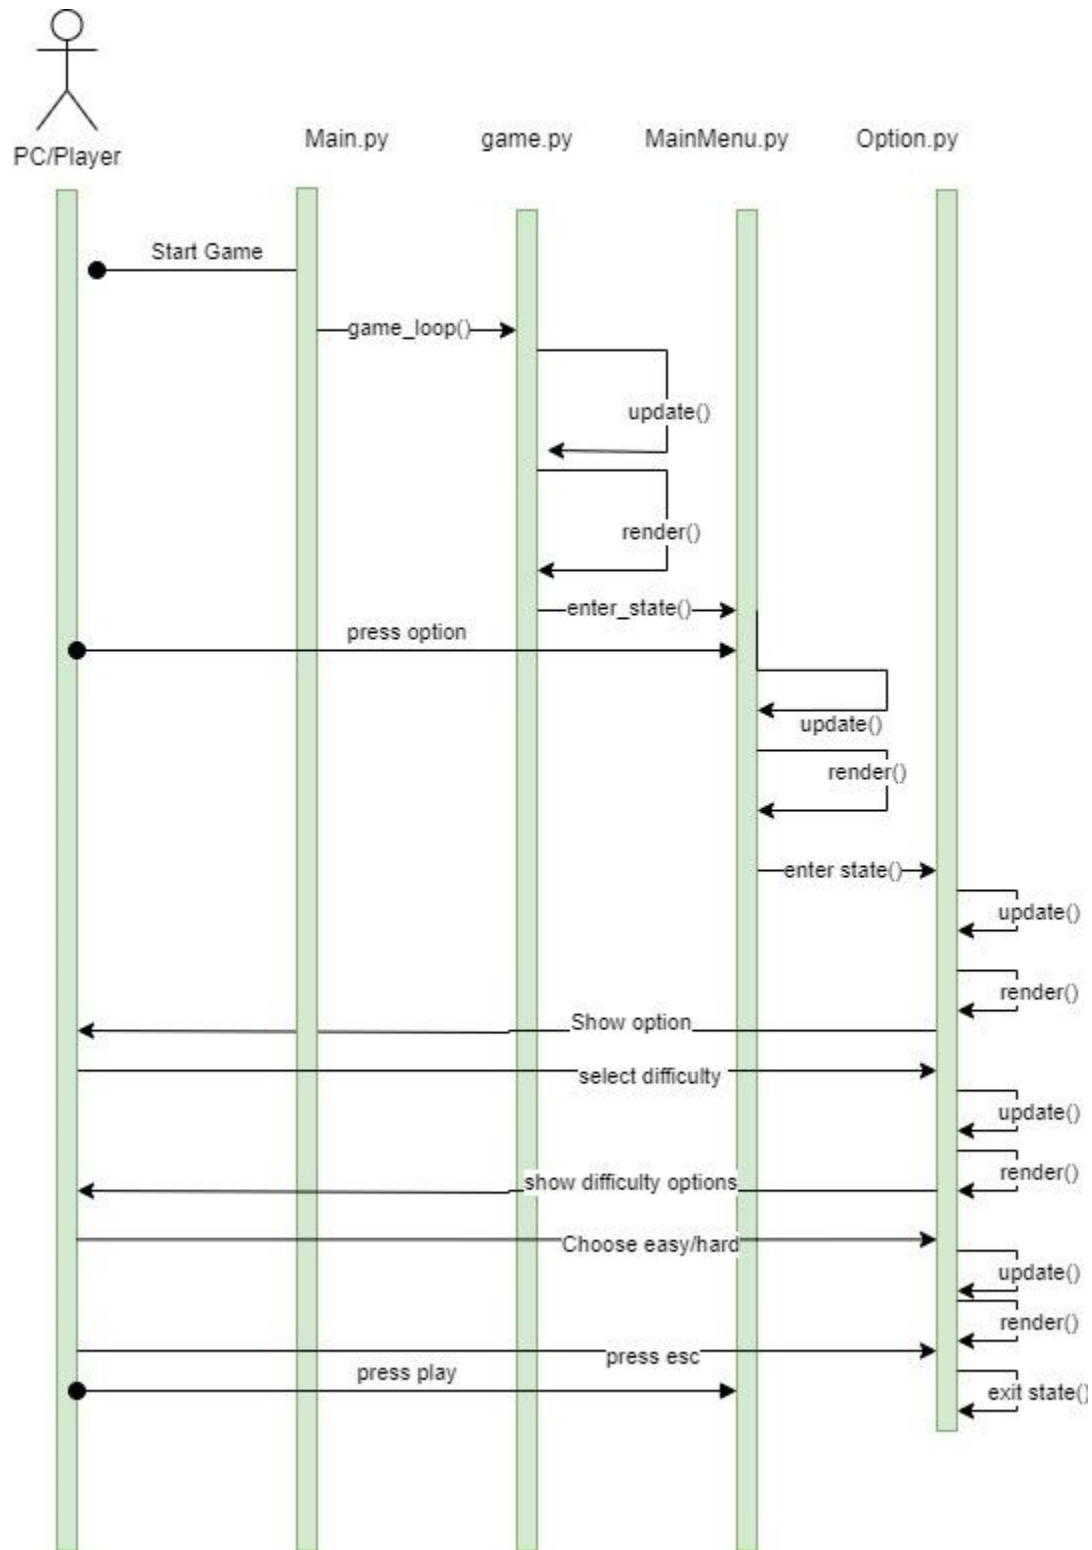 PC/Player
Main.py
game.py
MainMenu.py
Option.py
Start Game
game_loop()
update()
render()
enter_state()
press option
update()
render()
enter state()
update()
render()
Show option
select difficulty
update()
render()
show difficulty options
Choose easy/hard
update()
render()
press esc
press play
exit state()